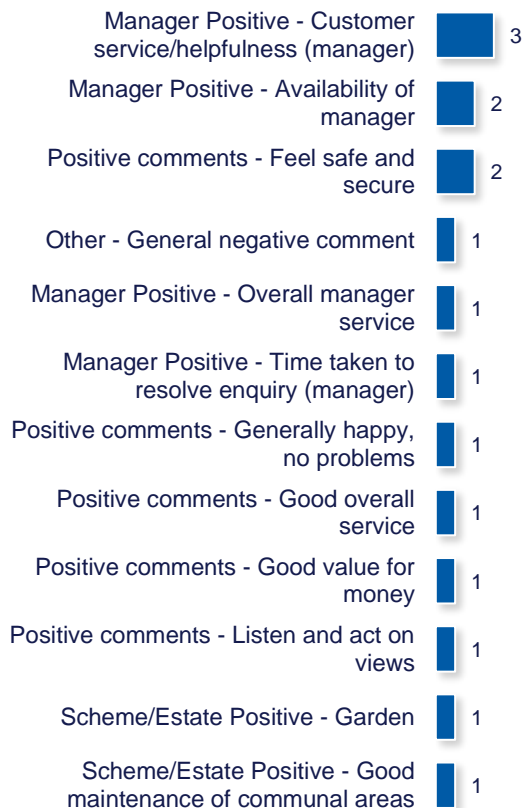 Manager Positive - Customer
service/helpfulness (manager)
3
Manager Positive - Availability of
manager
2
Positive comments - Feel safe and
secure
2
Other - General negative comment
1
Manager Positive - Overall manager
service
1
Manager Positive - Time taken to
resolve enquiry (manager)
1
Positive comments - Generally happy,
no problems
1
Positive comments - Good overall
service
1
Positive comments - Good value for
money
1
Positive comments - Listen and act on
views
1
Scheme/Estate Positive - Garden
1
Scheme/Estate Positive - Good
maintenance of communal areas
1